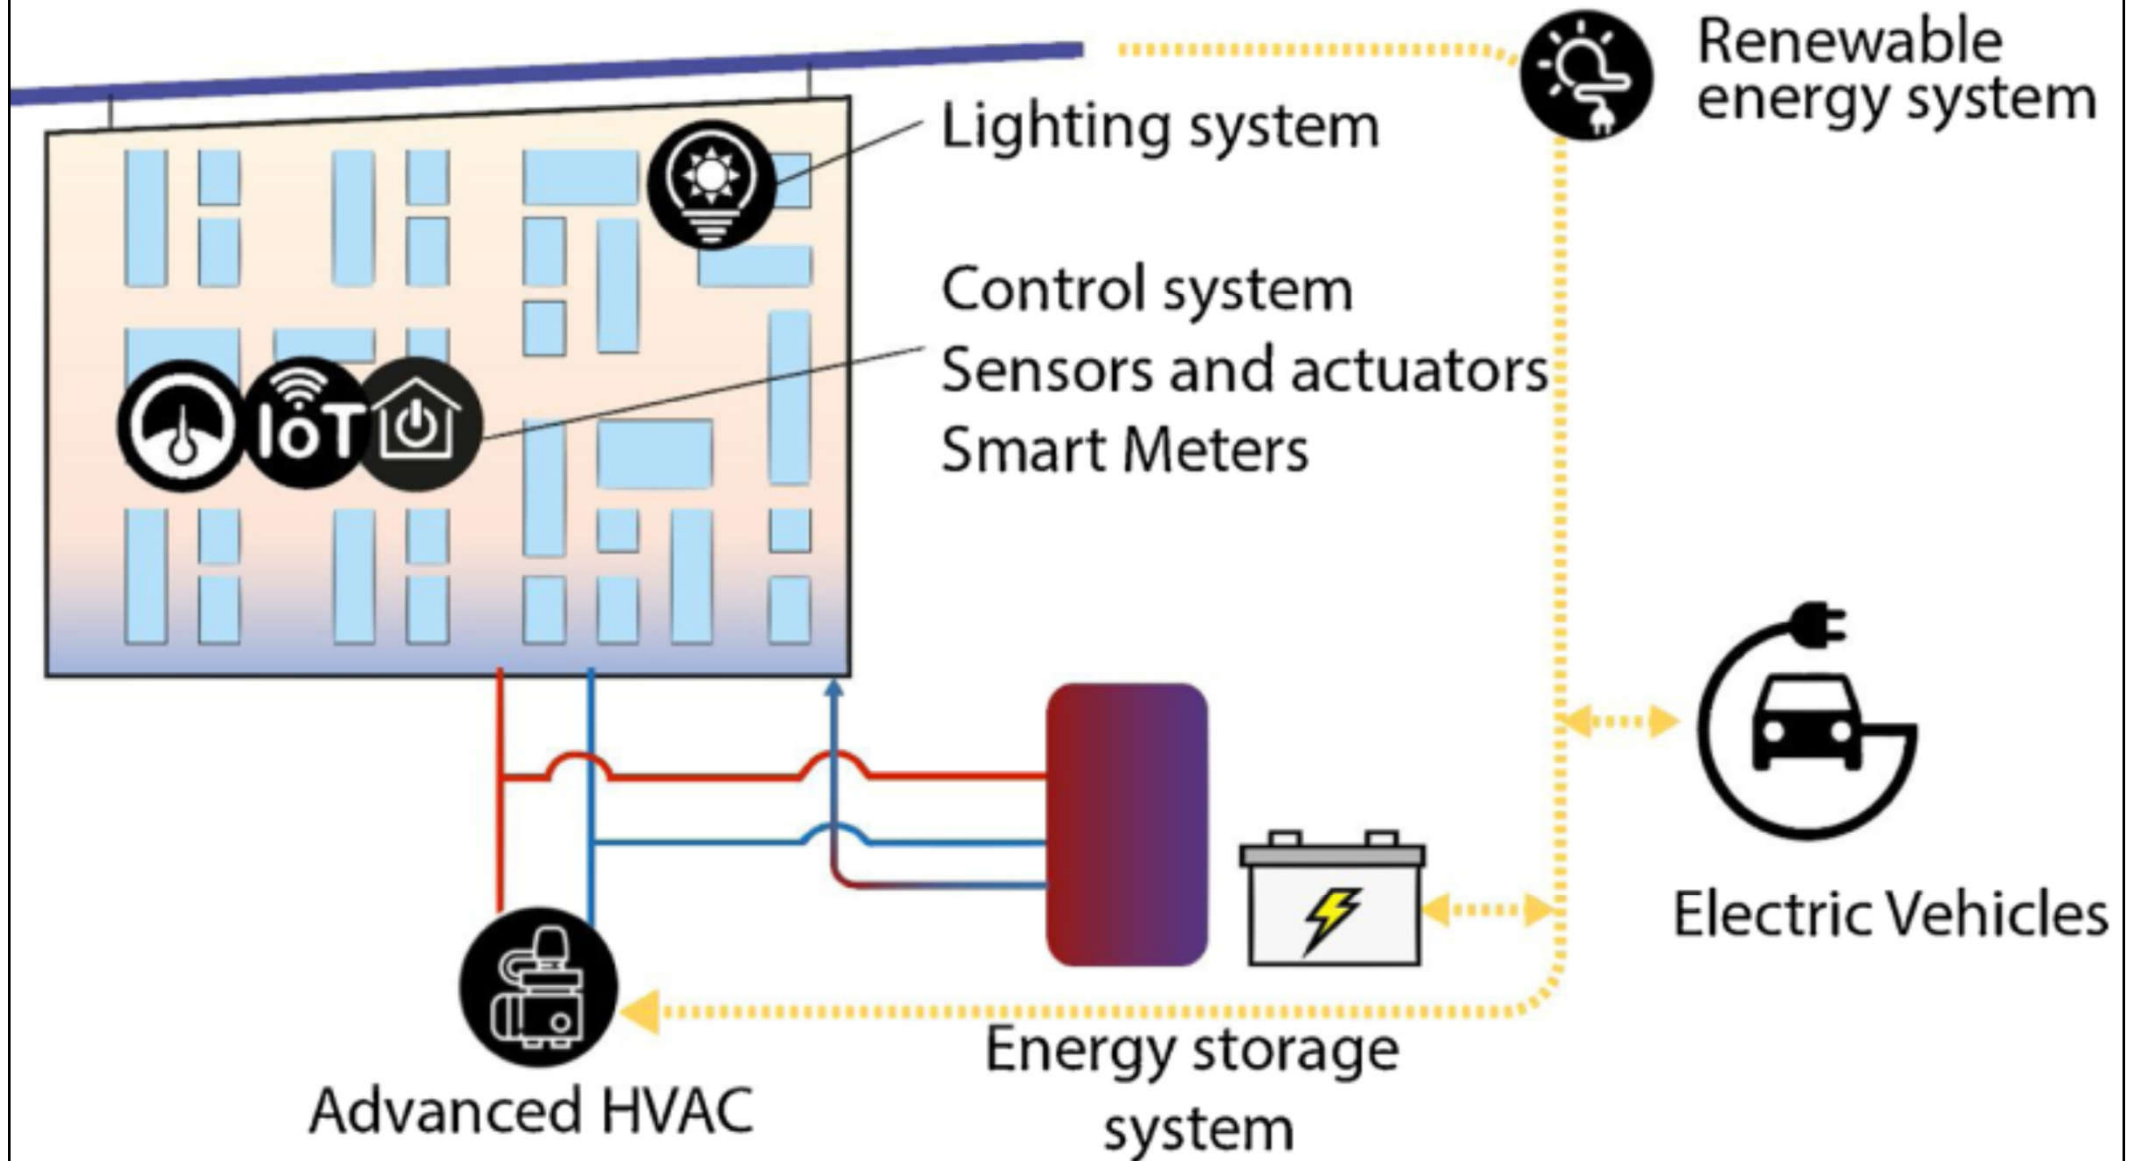 Renewable
energy system
Lighting system
Control system
Sensors and actuators
Smart Meters
IoT
Electric Vehicles
Energy storage
system
Advanced HVAC